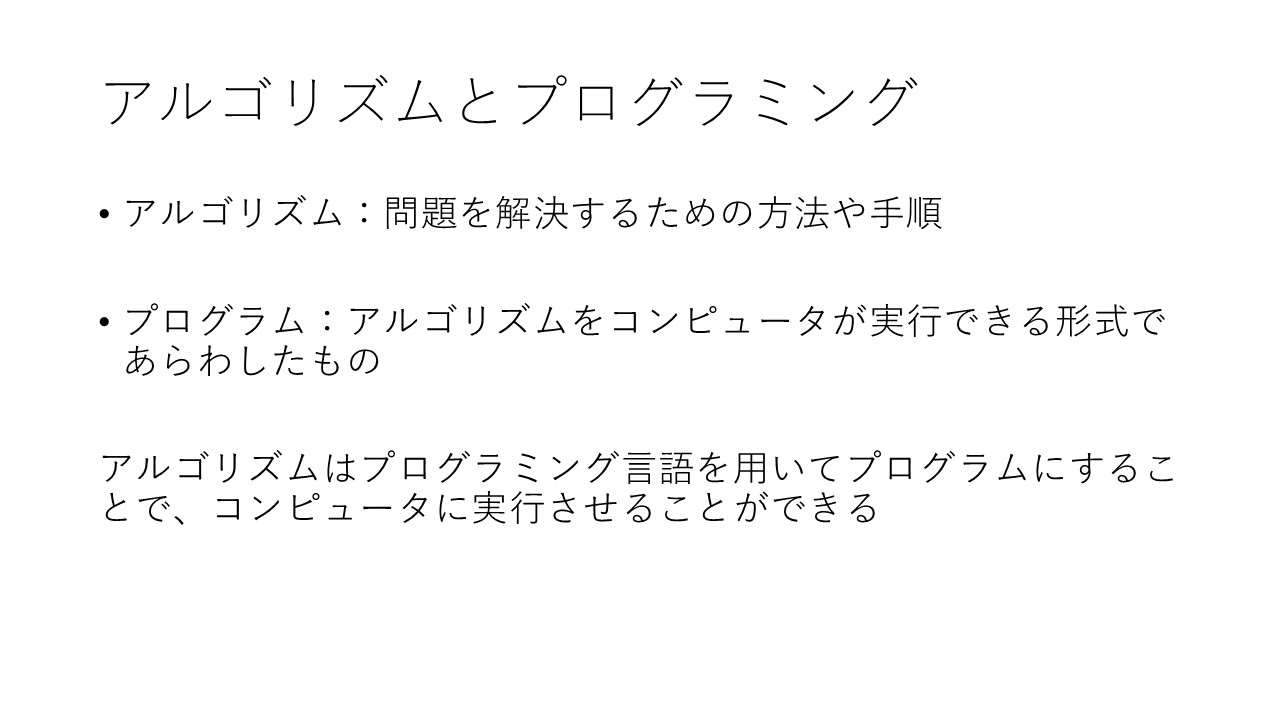 アルゴリズムとプログラミング
• アルゴリズム：問題を解決するための方法や手順
• プログラム：アルゴリズムをコンピュータが実行できる形式で
あらわしたもの
アルゴリズムはプログラミング言語を用いてプログラムにするこ
とで、コンピュータに実行させることができる